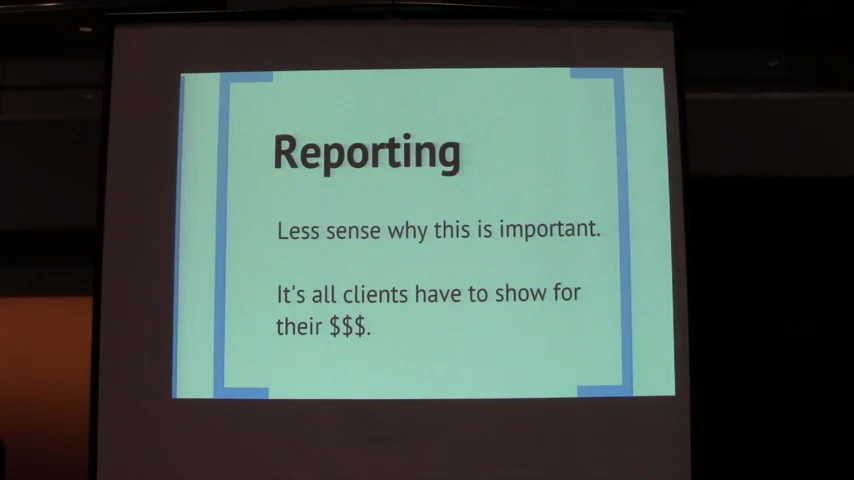 Reporting
Less sense why this is important.
It's all clients have to show for
their $$$.